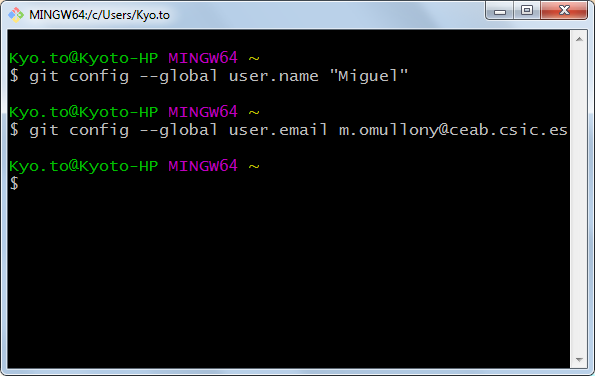 MINGW64:/c/Users/Kyo.to
Kyo.to@Kyoto-HP MINGW64 ~
$ git config --global user.name "Miguel"
Kyo.to@Kyoto-HP MINGW64 ~
$ git config --global user.email m.omullony@ceab.csic.es
Kyo.to@Kyoto-HP MINGW64 ~
$